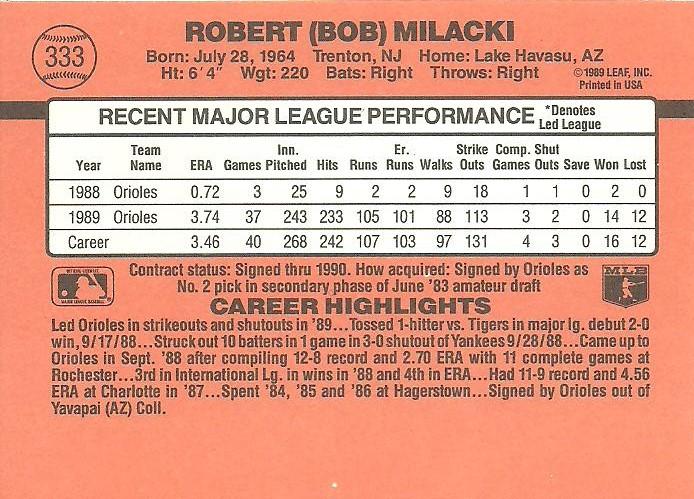 333
ROBERT (BOB) MILACKI
Born: July 28, 1964 Trenton, NJ Home: Lake Havasu, AZ
Ht: 6'4" Wgt: 220 Bats: Right Throws: Right
©1989 LEAF, INC.
Printed in USA
RECENT MAJOR LEAGUE PERFORMANCE *Denotes Led League
Year Team Name ERA Games Inn. Pitched Hits Runs Er. Runs Walks Strike Outs Comp. Games Shut Outs Save Won Lost
1988 Orioles 0.72 3 25 9 2 2 9 18 1 1 0 2 0
1989 Orioles 3.74 37 243 233 105 101 88 113 3 2 0 14 12
Career 3.46 40 268 242 107 103 97 131 4 3 0 16 12
Contract status: Signed thru 1990. How acquired: Signed by Orioles as
No. 2 pick in secondary phase of June '83 amateur draft
MAJOR LEAGUE BASEBALL
MLB
CAREER HIGHLIGHTS
Led Orioles in strikeouts and shutouts in '89...Tossed 1-hitter vs. Tigers in major lg. debut 2-0
win, 9/17/88...Struck out 10 batters in 1 game in 3-0 shutout of Yankees 9/28/88...Came up to
Orioles in Sept. '88 after compiling 12-8 record and 2.70 ERA with 11 complete games at
Rochester...3rd in International Lg. in wins in '88 and 4th in ERA...Had 11-9 record and 4.56
ERA at Charlotte in '87...Spent '84, '85 and '86 at Hagerstown...Signed by Orioles out of
Yavapai (AZ) Coll.